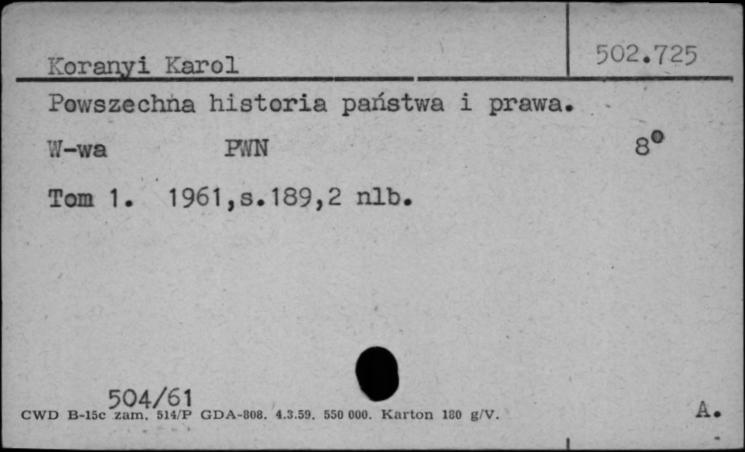 502.725
Koranyi Karol
Powszechna historia państwa i prawa.
W-wa PWN 8°
Tom 1. 1961,s.189,2 nlb.
504/61
CWD B-15c zam. 514/P GDA-808. 4.3.59. 550 000. Karton 180 g/V.
A.